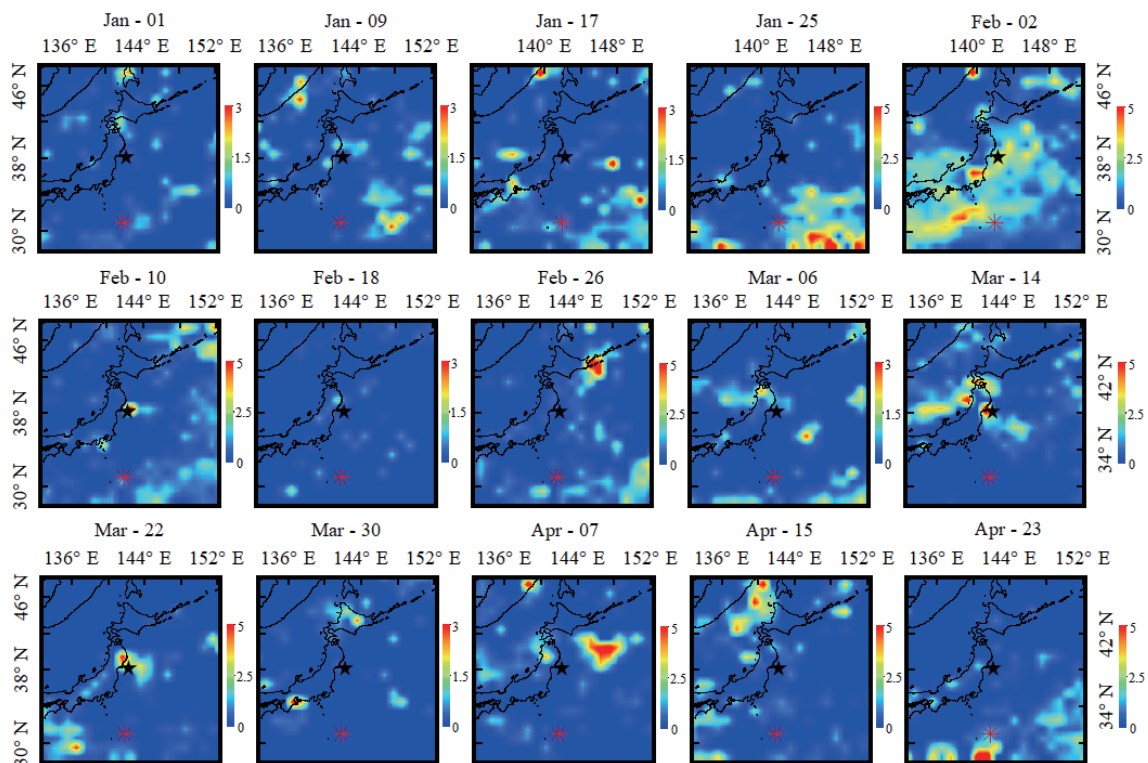 Jan - 01 Jan - 09 Jan - 17 Jan - 25 Feb - 02
136° E 144° E 152° E 136° E 144° E 152° E 140° E 148° E 140° E 148° E 140° E 148° E
46° N
38° N
30° N
3
1.5
0
3
1.5
0
3
1.5
0
5
2.5
0
5
2.5
0
46° N
38° N
30° N
Feb - 10 Feb - 18 Feb - 26 Mar - 06 Mar - 14
136° E 144° E 152° E 136° E 144° E 152° E 136° E 144° E 152° E 136° E 144° E 152° E 136° E 144° E 152° E
46° N
38° N
30° N
5
2.5
0
3
1.5
0
5
2.5
0
3
1.5
0
5
2.5
0
42° N
34° N
Mar - 22 Mar - 30 Apr - 07 Apr - 15 Apr - 23
136° E 144° E 152° E 136° E 144° E 152° E 136° E 144° E 152° E 136° E 144° E 152° E 136° E 144° E 152° E
46° N
38° N
30° N
5
2.5
0
3
1.5
0
5
2.5
0
5
2.5
0
5
2.5
0
42° N
34° N